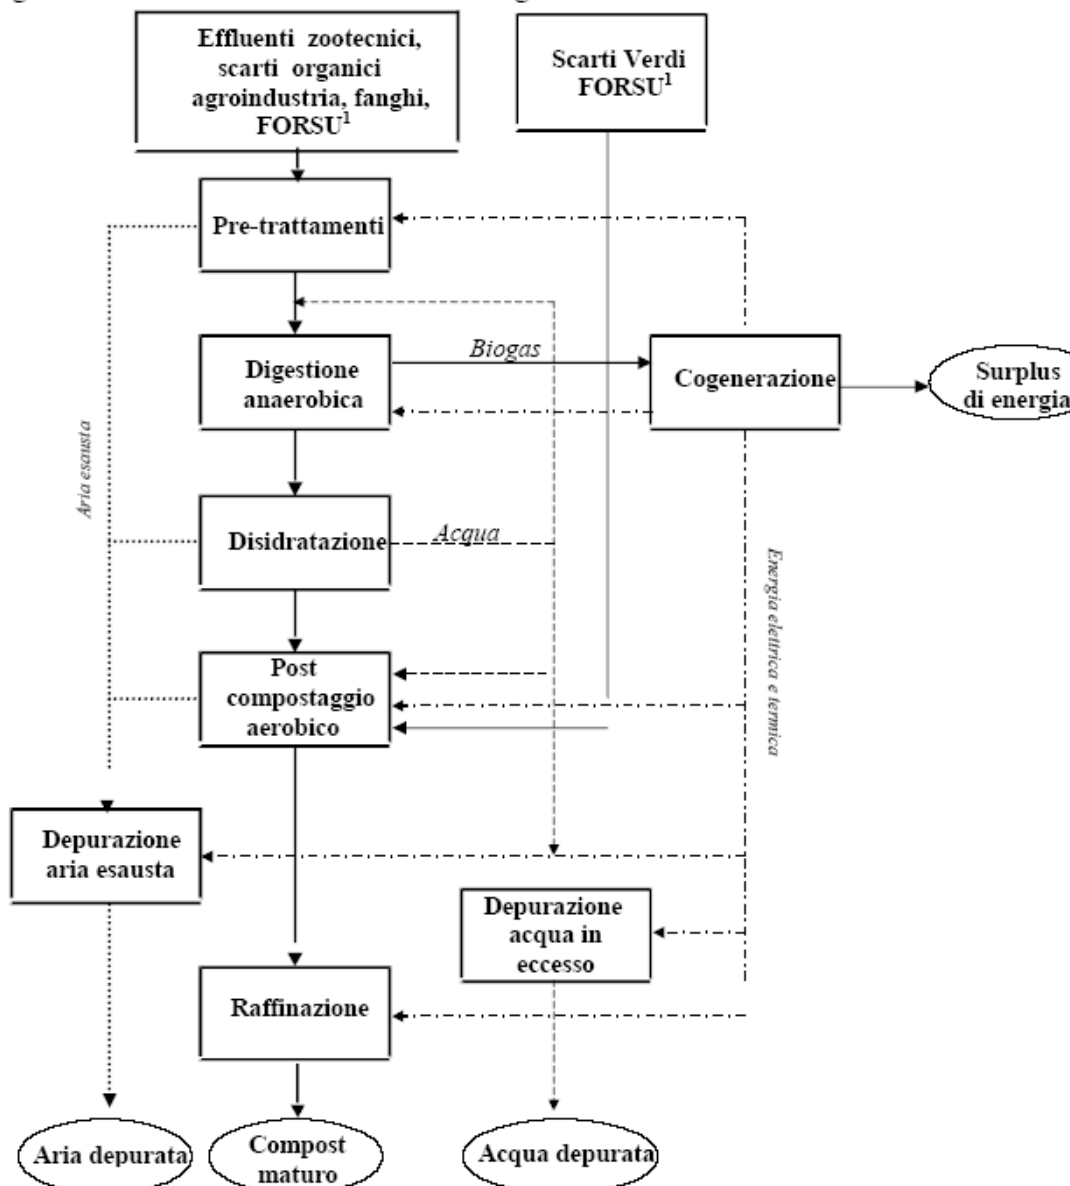 Effluenti zootecnici,
scarti organici
agroindustria, fanghi,
FORSU¹
Scarti Verdi
FORSU¹
Pre-trattamenti
Biogas
Digestione
anaerobica
Cogenerazione
Surplus
di energia
Aria esausta
Disidratazione
Acqua
Energia elettrica e termica
Post
compostaggio
aerobico
Depurazione
aria esausta
Depurazione
acqua in
eccesso
Raffinazione
Aria depurata
Compost
maturo
Acqua depurata